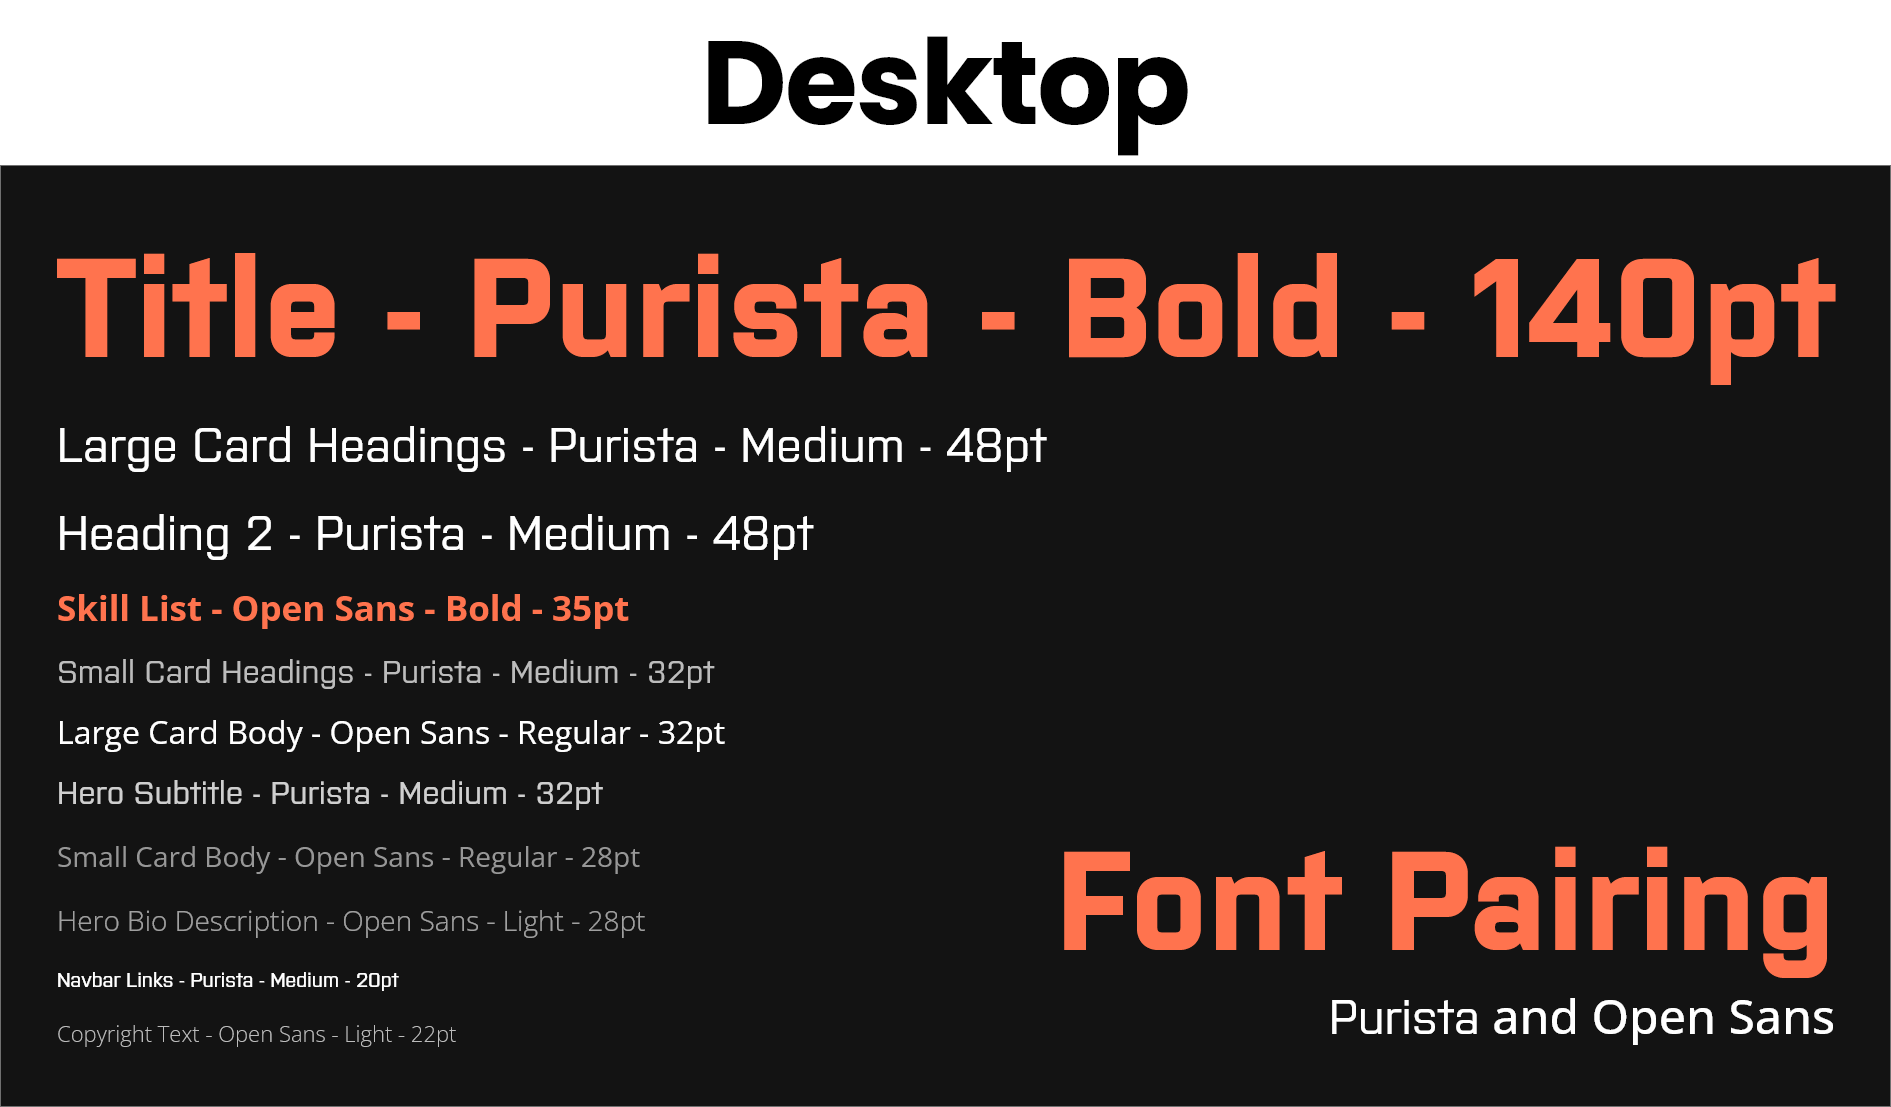 Desktop
Title - Purista - Bold - 140pt
Large Card Headings - Purista - Medium - 48pt
Heading 2 - Purista - Medium - 48pt
Skill List - Open Sans - Bold - 35pt
Small Card Headings - Purista - Medium - 32pt
Large Card Body - Open Sans - Regular - 32pt
Hero Subtitle - Purista - Medium - 32pt
Small Card Body - Open Sans - Regular - 28pt
Hero Bio Description - Open Sans - Light - 28pt
Navbar Links - Purista - Medium - 20pt
Copyright Text - Open Sans - Light - 22pt
Font Pairing
Purista and Open Sans